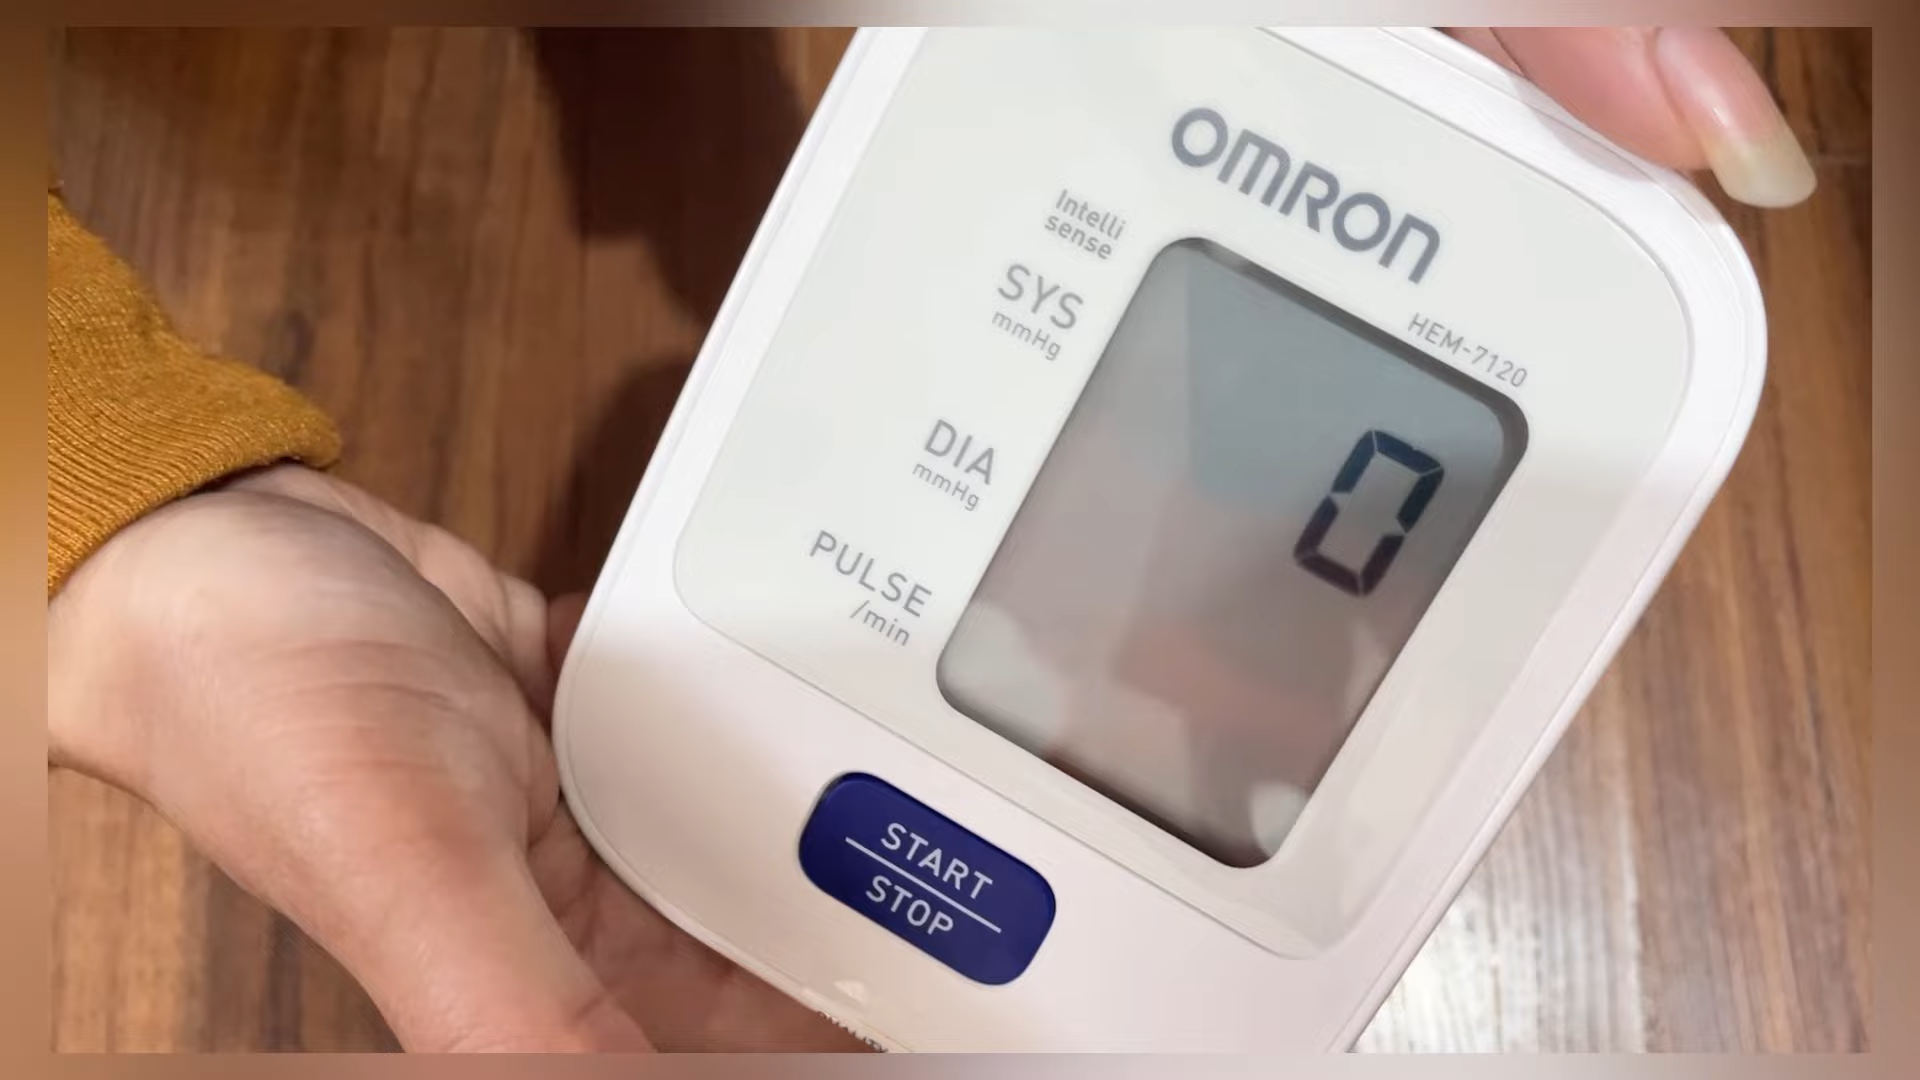 OMRON
Intelli
sense
SYS
mmHg
HEM-7120
DIA
mmHg
0
PULSE
/min
START
STOP